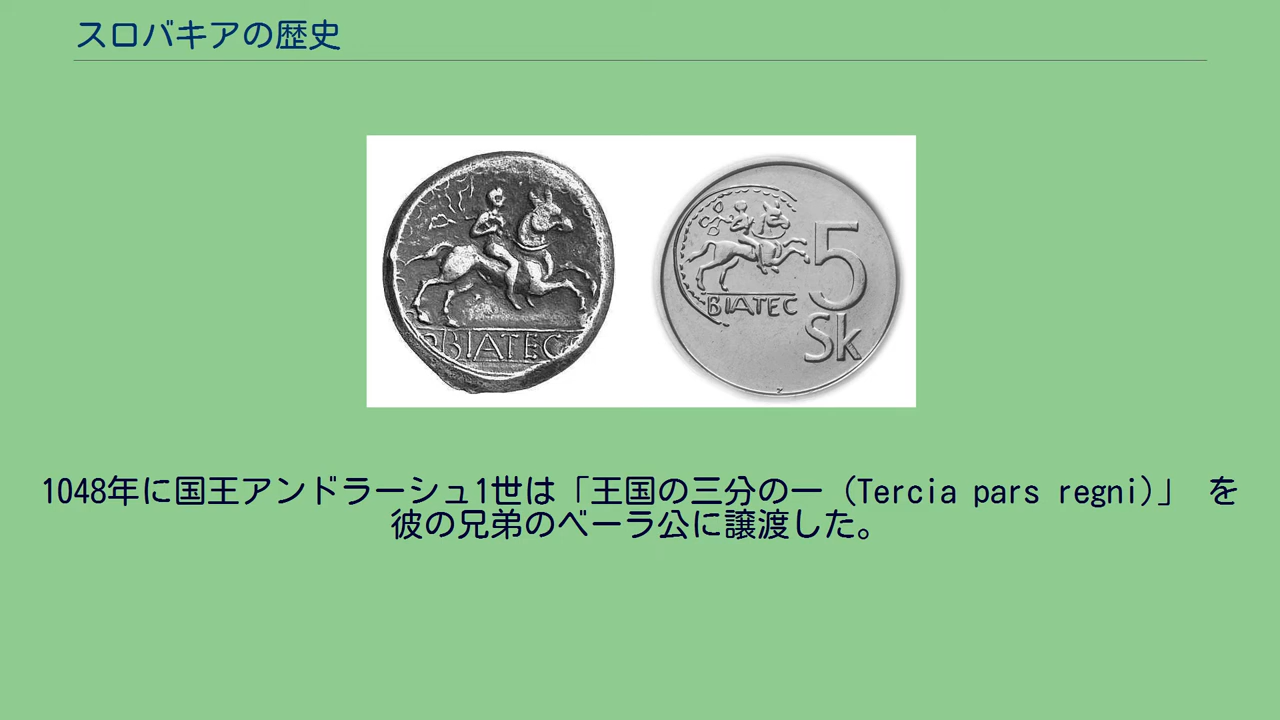 スロバキアの歴史
BIATEC
BIATEC
5
Sk
1048年に国王アンドラーシュ1世は「王国の三分の一（Tercia pars regni)」 を
彼の兄弟のベーラ公に譲渡した。